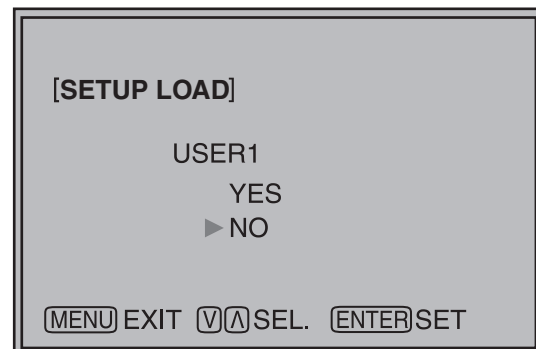 [SETUP LOAD]
USER1
YES
▶ NO
MENU EXIT V Λ SEL. ENTER SET